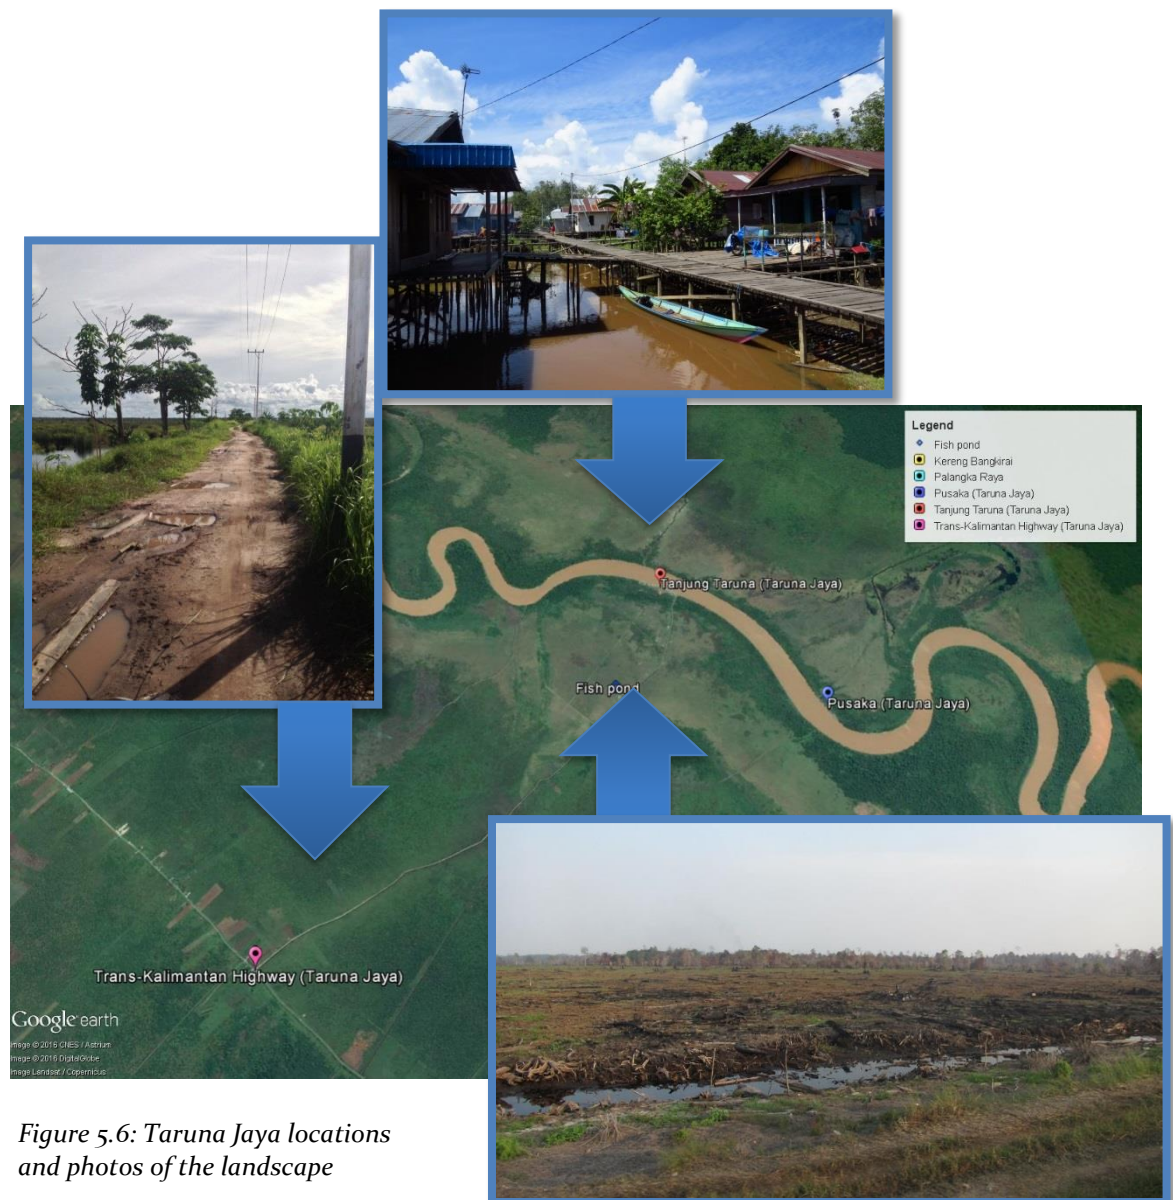 Legend
Fish pond
Kereng Bangkirai
Palangka Raya
Pusaka (Taruna Jaya)
Tanjung Taruna (Taruna Jaya)
Trans-Kalimantan Highway (Taruna Jaya)
Tanjung Taruna (Taruna Jaya)
Fish pond
Pusaka (Taruna Jaya)
Trans-Kalimantan Highway (Taruna Jaya)
Google earth
Image © 2016 CNES / Astrium
Image © 2016 DigitalGlobe
Image Landsat / Copernicus
Figure 5.6: Taruna Jaya locations
and photos of the landscape